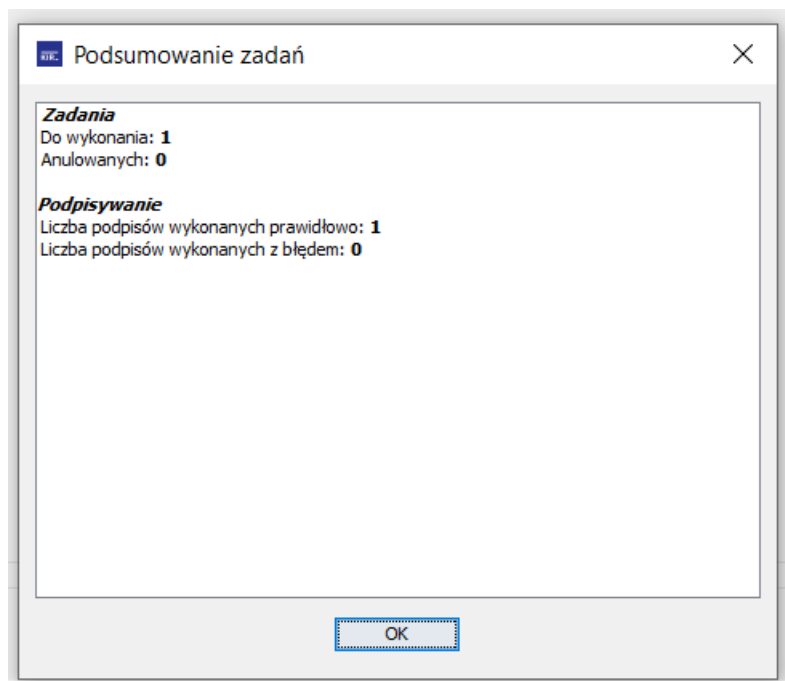 KIR.
Podsumowanie zadań
Zadania
Do wykonania: 1
Anulowanych: 0
Podpisywanie
Liczba podpisów wykonanych prawidłowo: 1
Liczba podpisów wykonanych z błędem: 0
OK